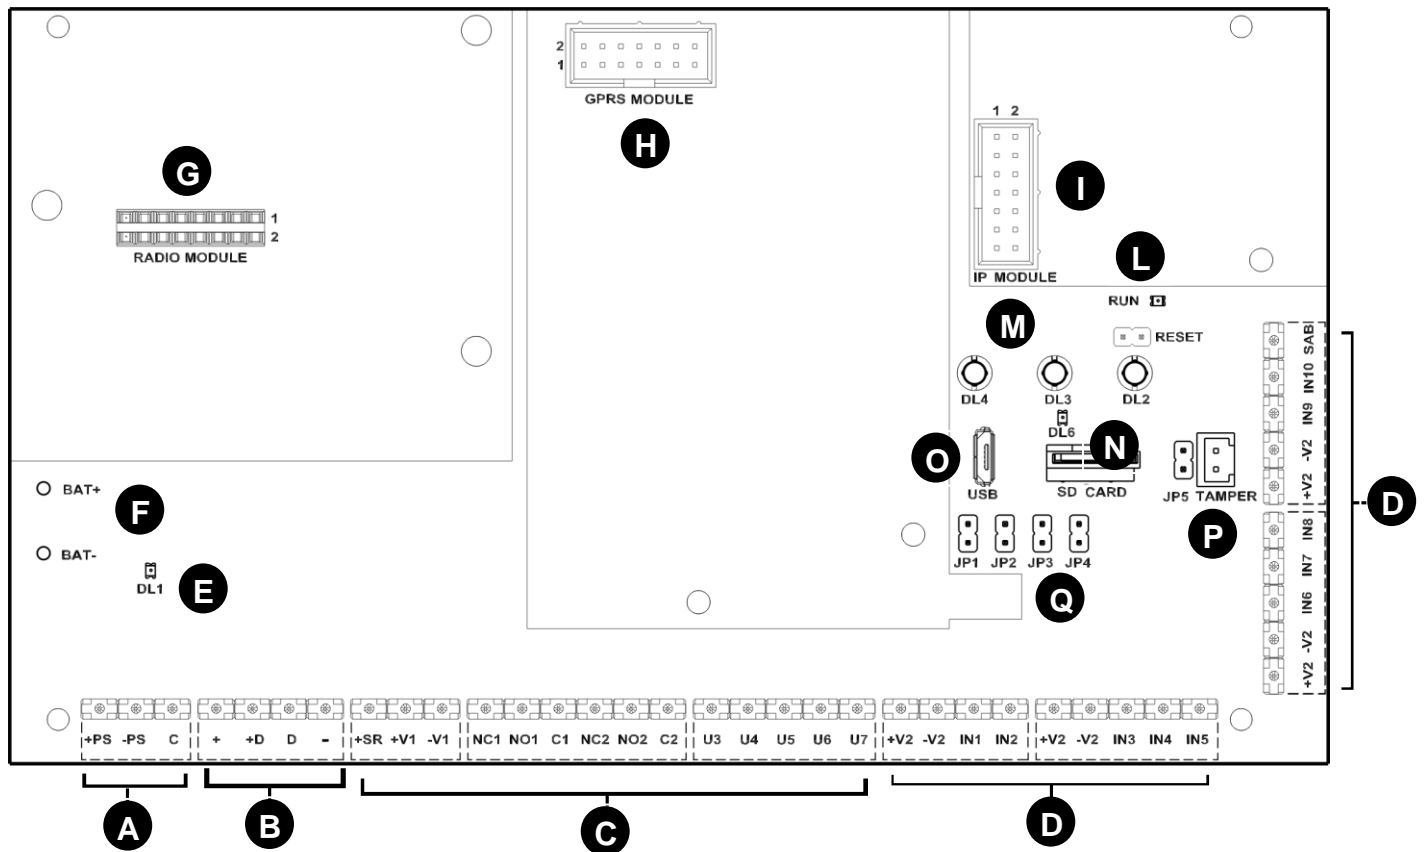 2
1
GPRS MODULE
H
1 2
I
IP MODULE
G
1
2
RADIO MODULE
L
RUN
M
RESET
DL4 DL3 DL2
DL6
O
USB
N
SD CARD
JP5 TAMPER
P
JP1 JP2 JP3 JP4
Q
BAT+
F
BAT-
DL1
E
SAB
IN10
IN9
-V2
+V2
IN8
IN7
IN6
-V2
+V2
D
+PS -PS C + +D D - +SR +V1 -V1 NC1 NO1 C1 NC2 NO2 C2 U3 U4 U5 U6 U7 +V2 -V2 IN1 IN2 +V2 -V2 IN3 IN4 IN5
A B C D